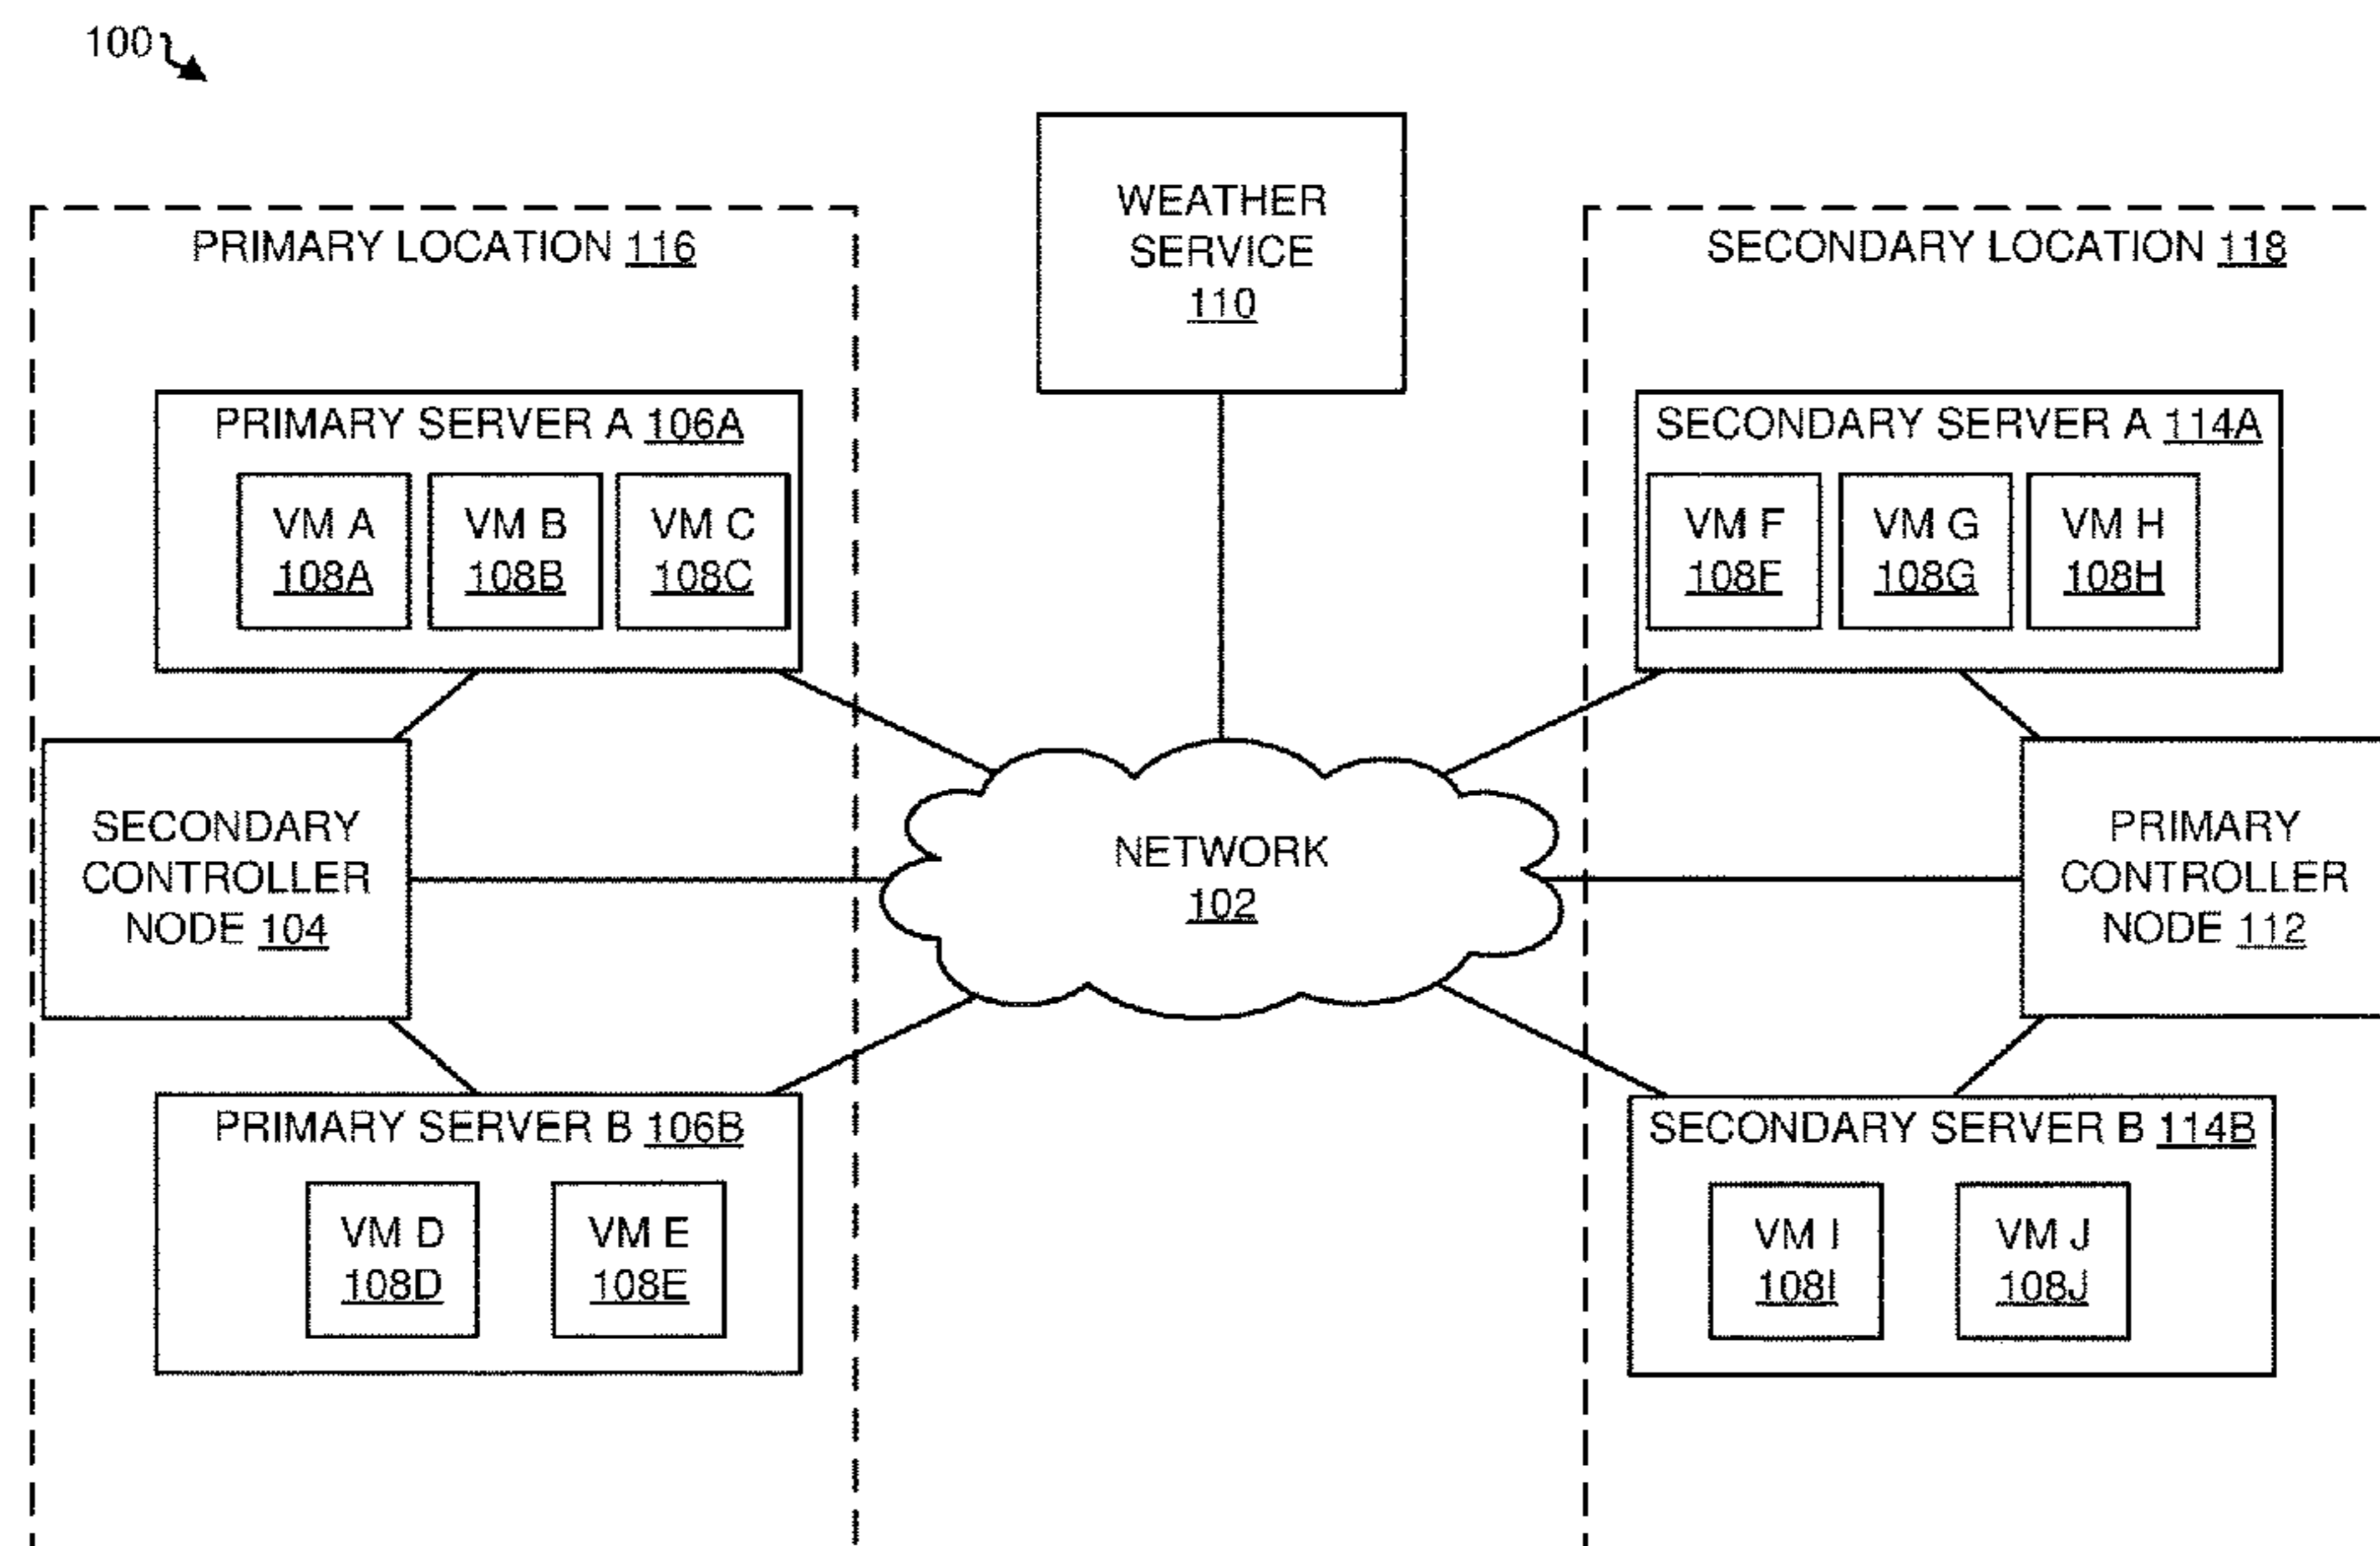 100
WEATHER
SERVICE
110
PRIMARY LOCATION 116
PRIMARY SERVER A 106A
VM A
108A
VM B
108B
VM C
108C
SECONDARY
CONTROLLER
NODE 104
PRIMARY SERVER B 106B
VM D
108D
VM E
108E
NETWORK
102
SECONDARY LOCATION 118
SECONDARY SERVER A 114A
VM F
108F
VM G
108G
VM H
108H
PRIMARY
CONTROLLER
NODE 112
SECONDARY SERVER B 114B
VM I
108I
VM J
108J